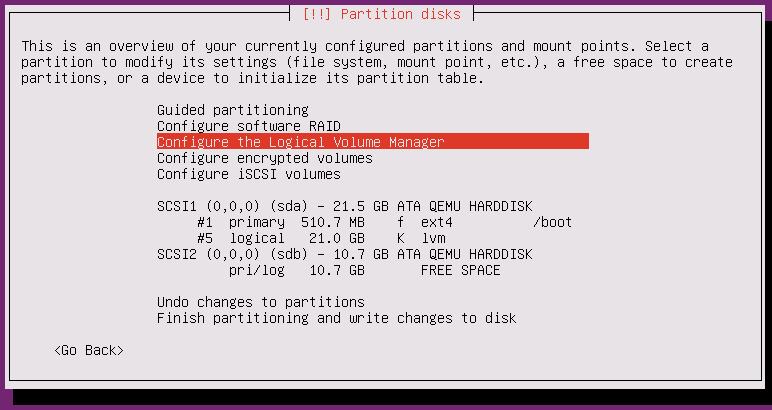 [!!] Partition disks
This is an overview of your currently configured partitions and mount points. Select a
partition to modify its settings (file system, mount point, etc.), a free space to create
partitions, or a device to initialize its partition table.
Guided partitioning
Configure software RAID
Configure the Logical Volume Manager
Configure encrypted volumes
Configure iSCSI volumes
SCSI1 (0,0,0) (sda) - 21.5 GB ATA QEMU HARDDISK
#1 primary 510.7 MB f ext4 /boot
#5 logical 21.0 GB K lvm
SCSI2 (0,0,0) (sdb) - 10.7 GB ATA QEMU HARDDISK
pri/log 10.7 GB FREE SPACE
Undo changes to partitions
Finish partitioning and write changes to disk
<Go Back>